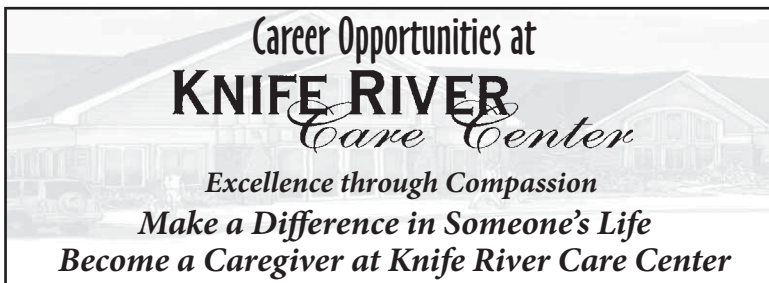 Career Opportunities at
KNIFE RIVER
Care Center
Excellence through Compassion
Make a Difference in Someone's Life
Become a Caregiver at Knife River Care Center